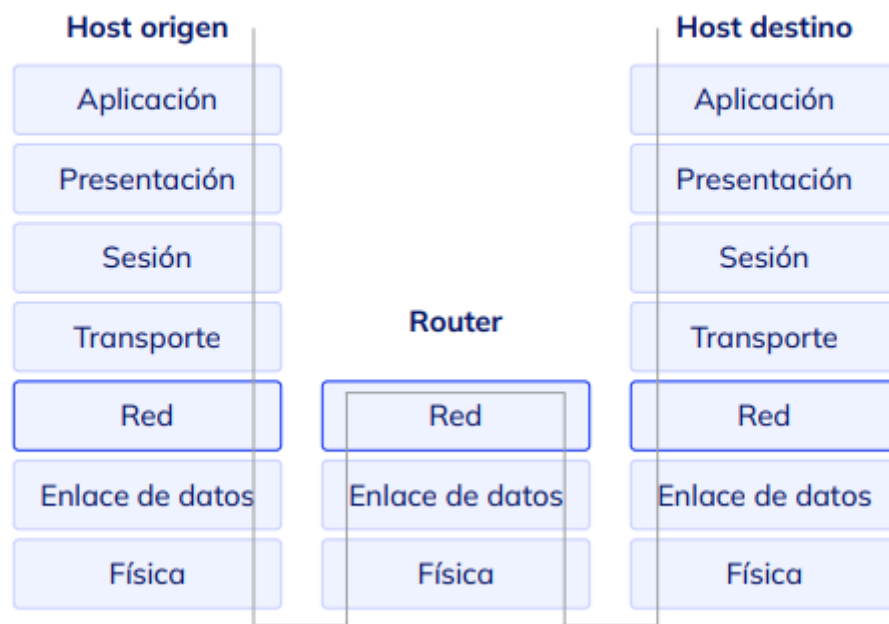 Host origen
Aplicación
Presentación
Sesión
Transporte
Red
Enlace de datos
Física
Router
Red
Enlace de datos
Física
Host destino
Aplicación
Presentación
Sesión
Transporte
Red
Enlace de datos
Física